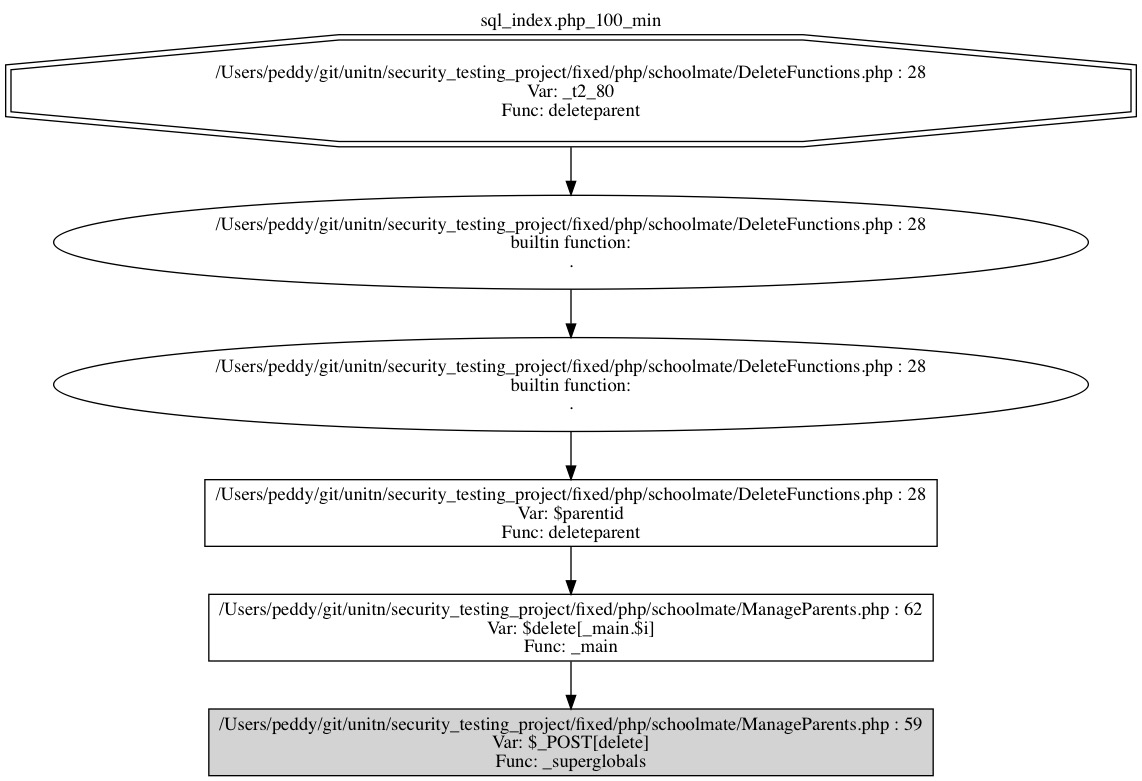 sql_index.php_100_min
/Users/peddy/git/unitn/security_testing_project/fixed/php/schoolmate/DeleteFunctions.php : 28
Var: _t2_80
Func: deleteparent
/Users/peddy/git/unitn/security_testing_project/fixed/php/schoolmate/DeleteFunctions.php : 28
builtin function:
.
/Users/peddy/git/unitn/security_testing_project/fixed/php/schoolmate/DeleteFunctions.php : 28
builtin function:
.
/Users/peddy/git/unitn/security_testing_project/fixed/php/schoolmate/DeleteFunctions.php : 28
Var: $parentid
Func: deleteparent
/Users/peddy/git/unitn/security_testing_project/fixed/php/schoolmate/ManageParents.php : 62
Var: $delete[_main.$i]
Func: _main
/Users/peddy/git/unitn/security_testing_project/fixed/php/schoolmate/ManageParents.php : 59
Var: $_POST[delete]
Func: _superglobals